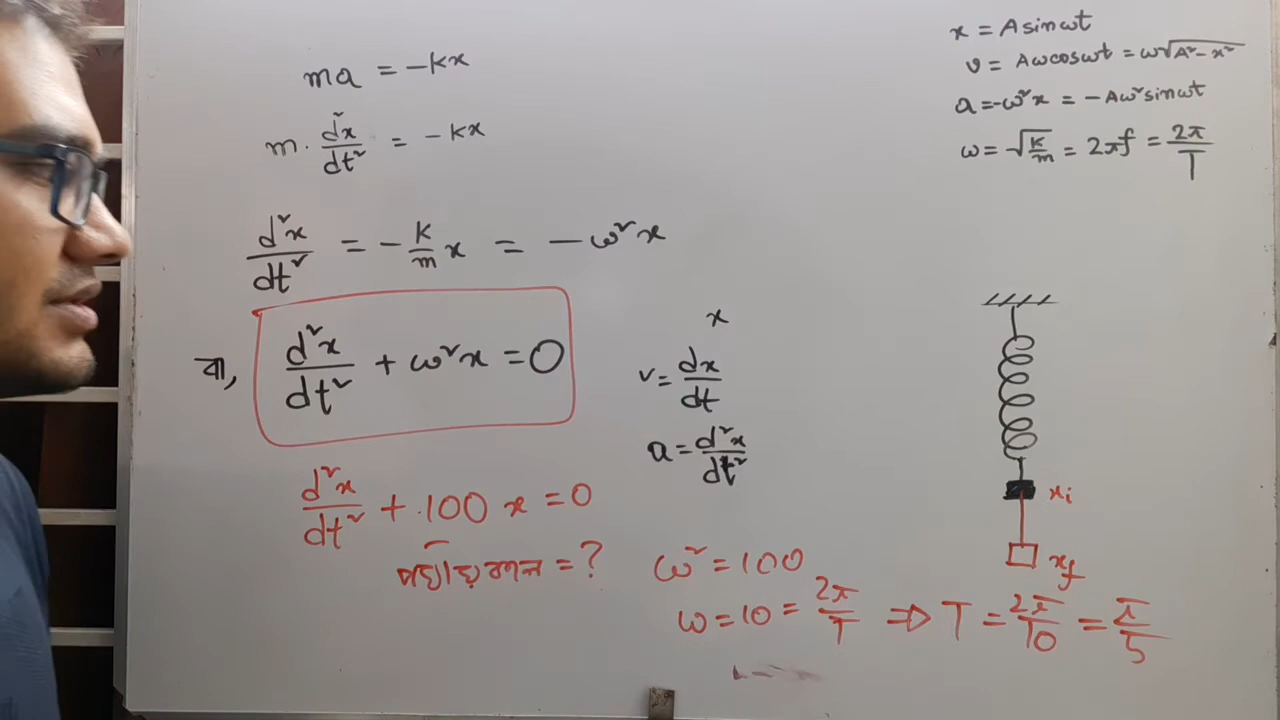 ma = -kx
m. d²x/dt² = -kx
d²x/dt² = -k/m x = -ω²x
বা, d²x/dt² + ω²x = 0
d²x/dt² + 100 x = 0
পর্যায়কাল = ?
x
v = dx/dt
a = d²x/dt²
ω² = 100
ω = 10 = 2π/T ⇒ T = 2π/10 = π/5
x = A sin ωt
v = Aω cos ωt = ω√(A² - x²)
a = -ω²x = -Aω² sin ωt
ω = √(k/m) = 2πf = 2π/T
xᵢ
x_f